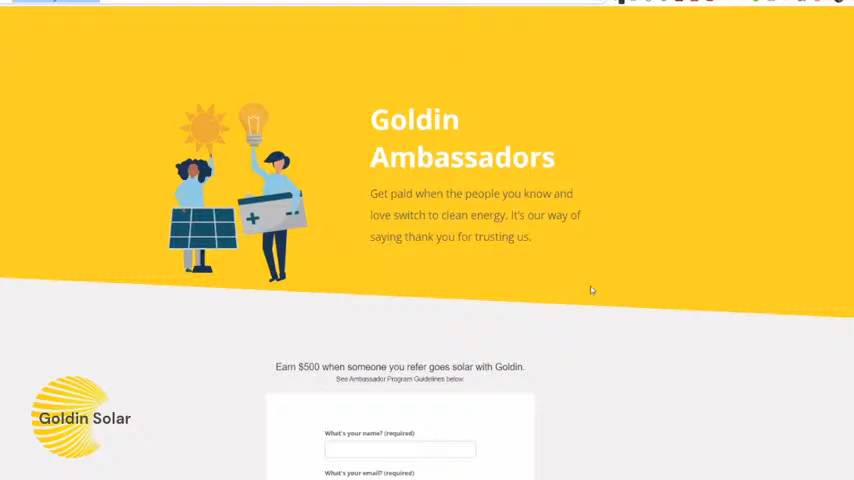 Goldin
Ambassadors
Get paid when the people you know and
love switch to clean energy. It's our way of
saying thank you for trusting us.
Earn $500 when someone you refer goes solar with Goldin.
See Ambassador Program Guidelines below.
Goldin Solar
What's your name? (required)
What's your email? (required)